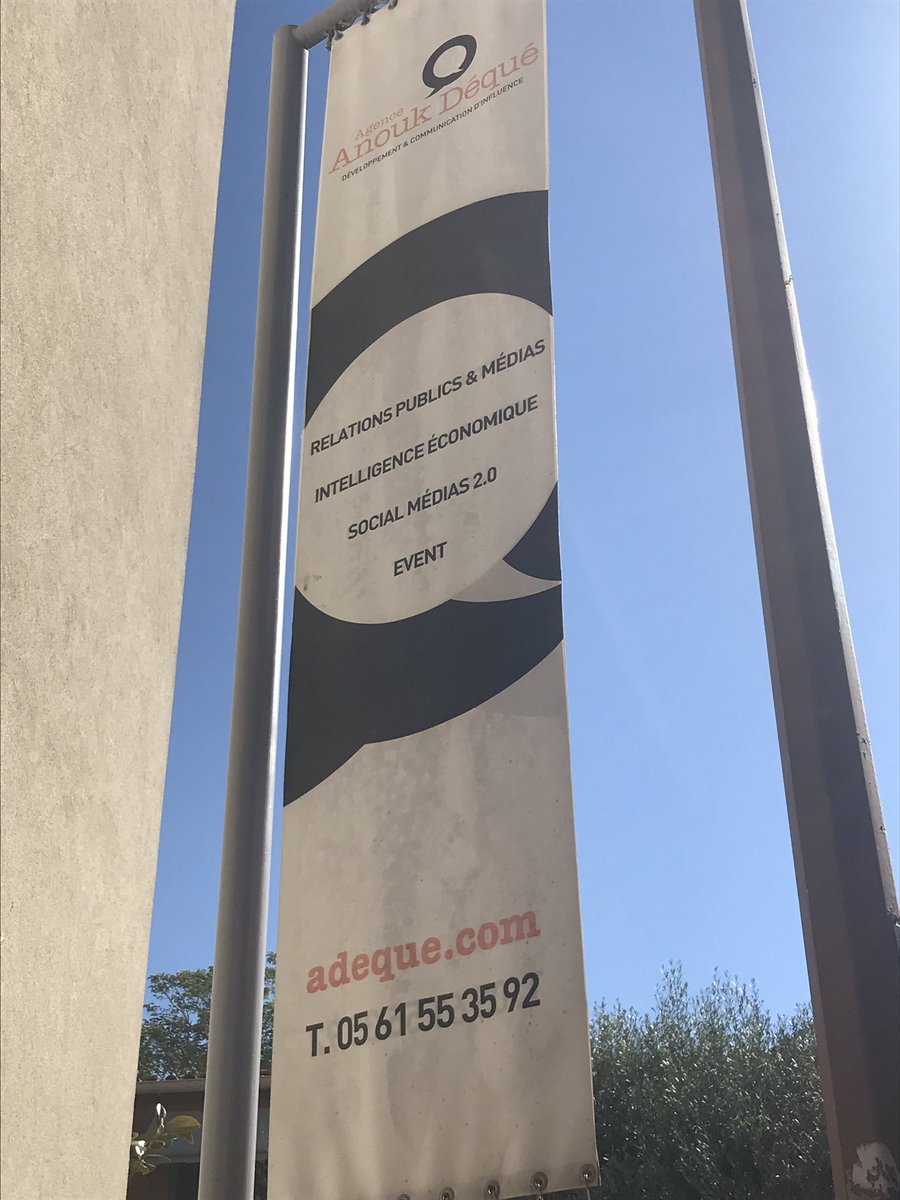 Agence
Anouk Déqué
DÉVELOPPEMENT & COMMUNICATION D'INFLUENCE
RELATIONS PUBLICS & MÉDIAS
INTELLIGENCE ÉCONOMIQUE
SOCIAL MÉDIAS 2.0
EVENT
adeque.com
T. 05 61 55 35 92